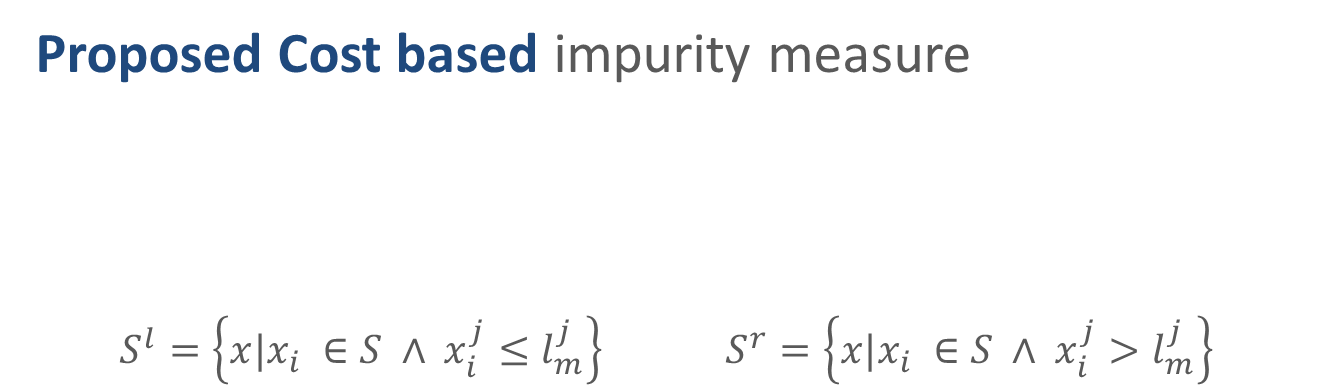 Proposed Cost based impurity measure
S^l = {x|x_i ∈ S ∧ x_i^j ≤ l_m^j} S^r = {x|x_i ∈ S ∧ x_i^j > l_m^j}